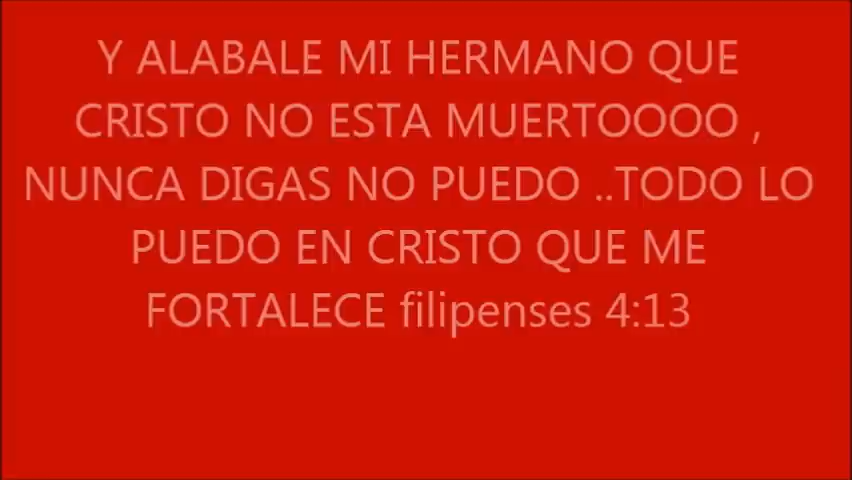 Y ALABALE MI HERMANO QUE
CRISTO NO ESTA MUERTOOOO ,
NUNCA DIGAS NO PUEDO ..TODO LO
PUEDO EN CRISTO QUE ME
FORTALECE filipenses 4:13